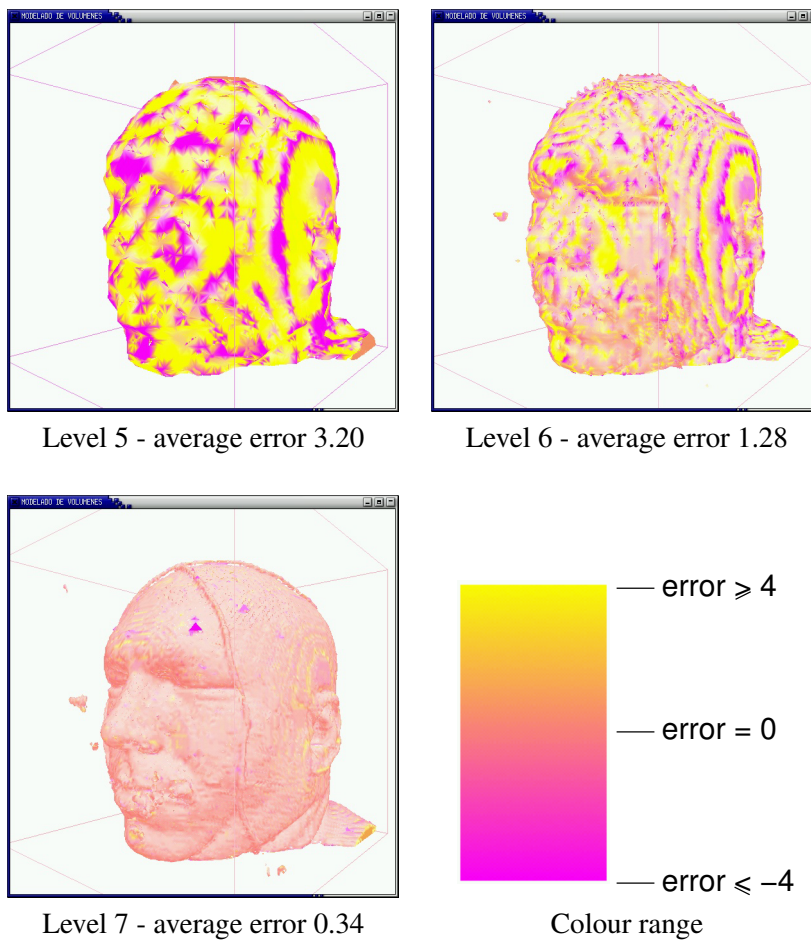 MODELADO DE VOLUMENES
MODELADO DE VOLUMENES
Level 5 - average error 3.20
Level 6 - average error 1.28
MODELADO DE VOLUMENES
error ⩾ 4
error = 0
error ⩽ −4
Level 7 - average error 0.34
Colour range